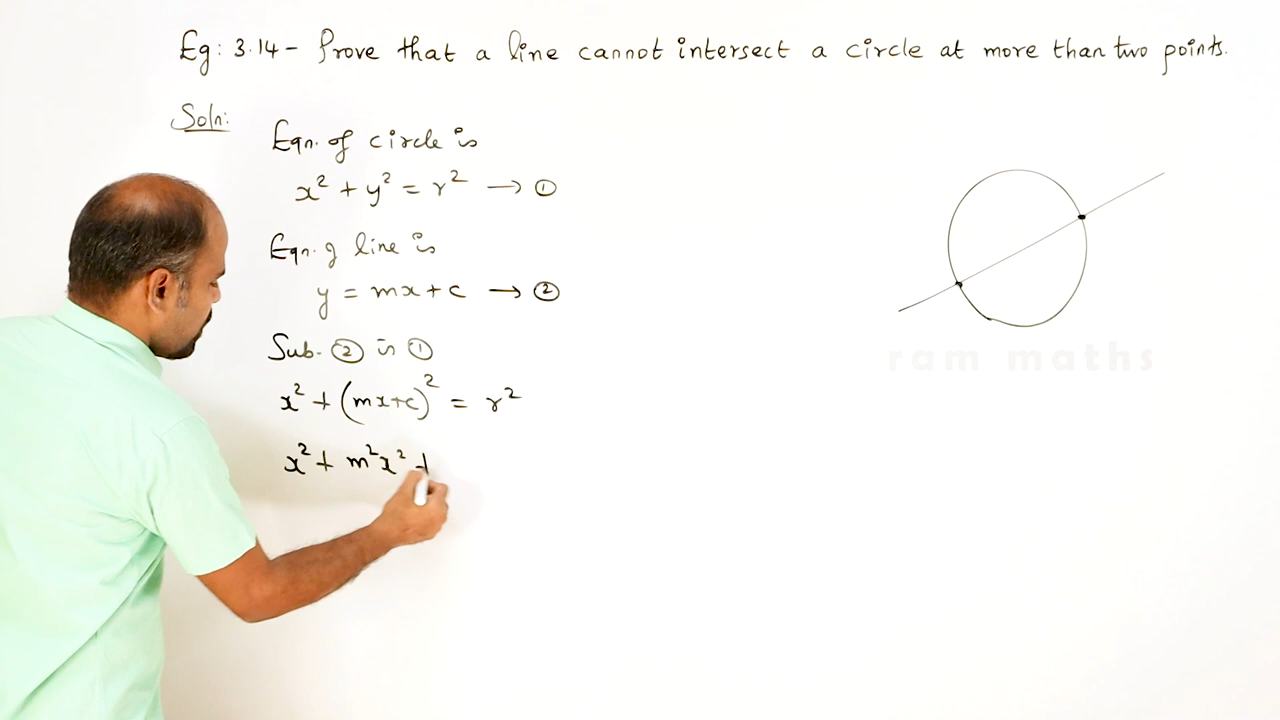 Eg: 3.14 - Prove that a line cannot intersect a circle at more than two points.
Soln:
Eqn. of circle is
x² + y² = r² → ①
Eqn. of line is
y = mx + c → ②
Sub. ② in ①
x² + (mx+c)² = r²
x² + m²x² +
ram maths